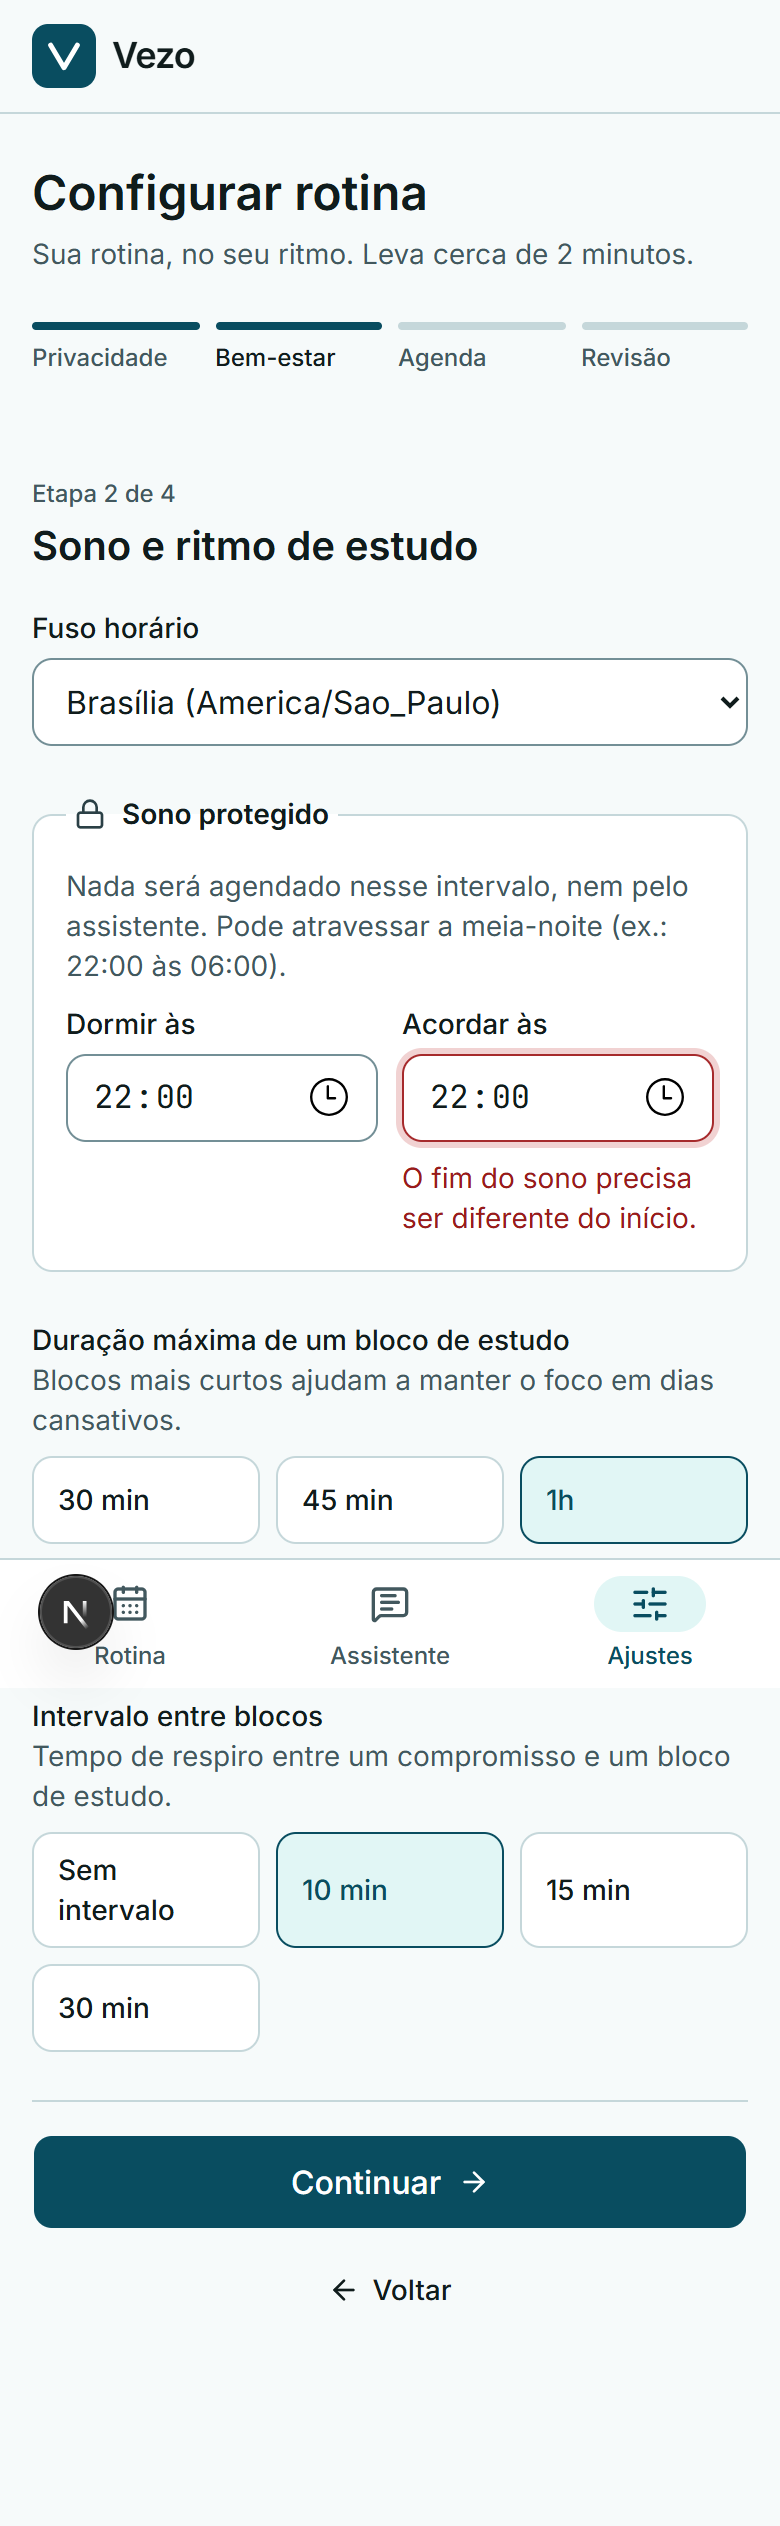 Vezo
Configurar rotina
Sua rotina, no seu ritmo. Leva cerca de 2 minutos.
Privacidade
Bem-estar
Agenda
Revisão
Etapa 2 de 4
Sono e ritmo de estudo
Fuso horário
Brasília (America/Sao_Paulo)
Sono protegido
Nada será agendado nesse intervalo, nem pelo
assistente. Pode atravessar a meia-noite (ex.:
22:00 às 06:00).
Dormir às
Acordar às
22:00
22:00
O fim do sono precisa
ser diferente do início.
Duração máxima de um bloco de estudo
Blocos mais curtos ajudam a manter o foco em dias
cansativos.
30 min
45 min
1h
N
Rotina
Assistente
Ajustes
Intervalo entre blocos
Tempo de respiro entre um compromisso e um bloco
de estudo.
Sem
intervalo
10 min
15 min
30 min
Continuar
Voltar